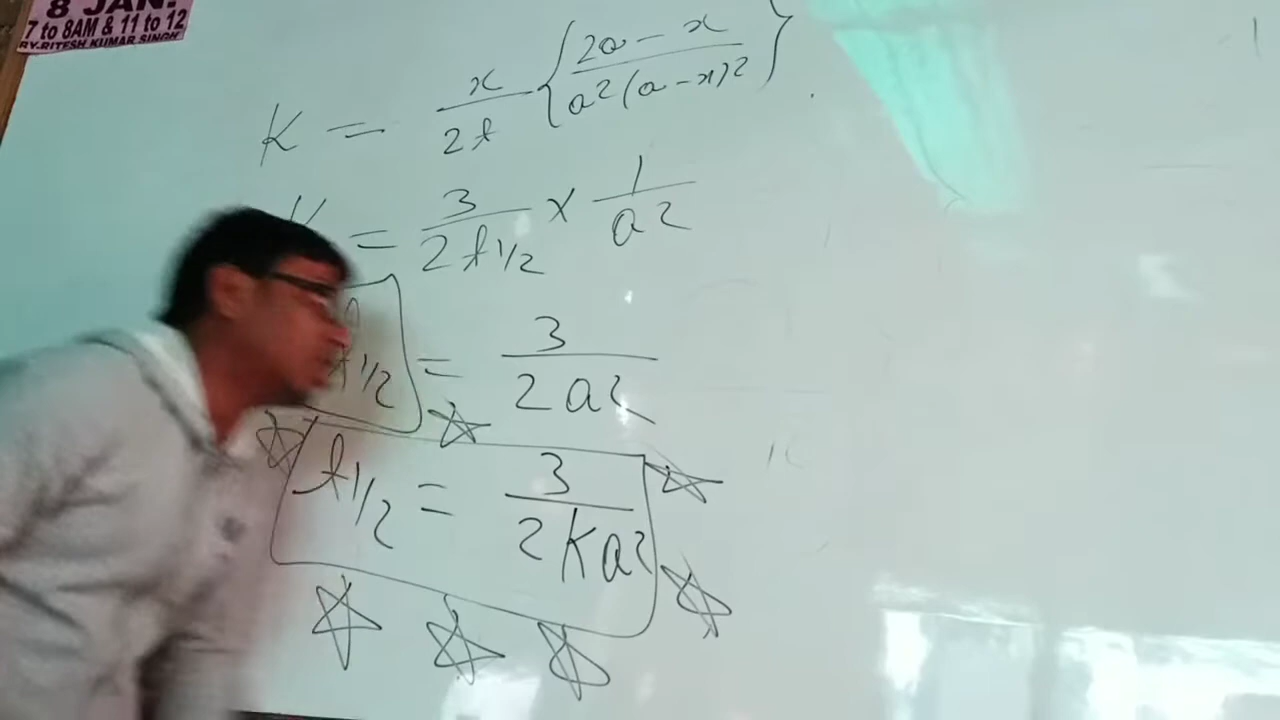 8 JAN.
7 to 8AM & 11 to 12
BY.RITESH KUMAR SINGH
K = x/2t {2a - x / a2(a-x)2}
K = 3/2t1/2 x 1/a2
t1/2 = 3/2a2
t1/2 = 3/2Ka2